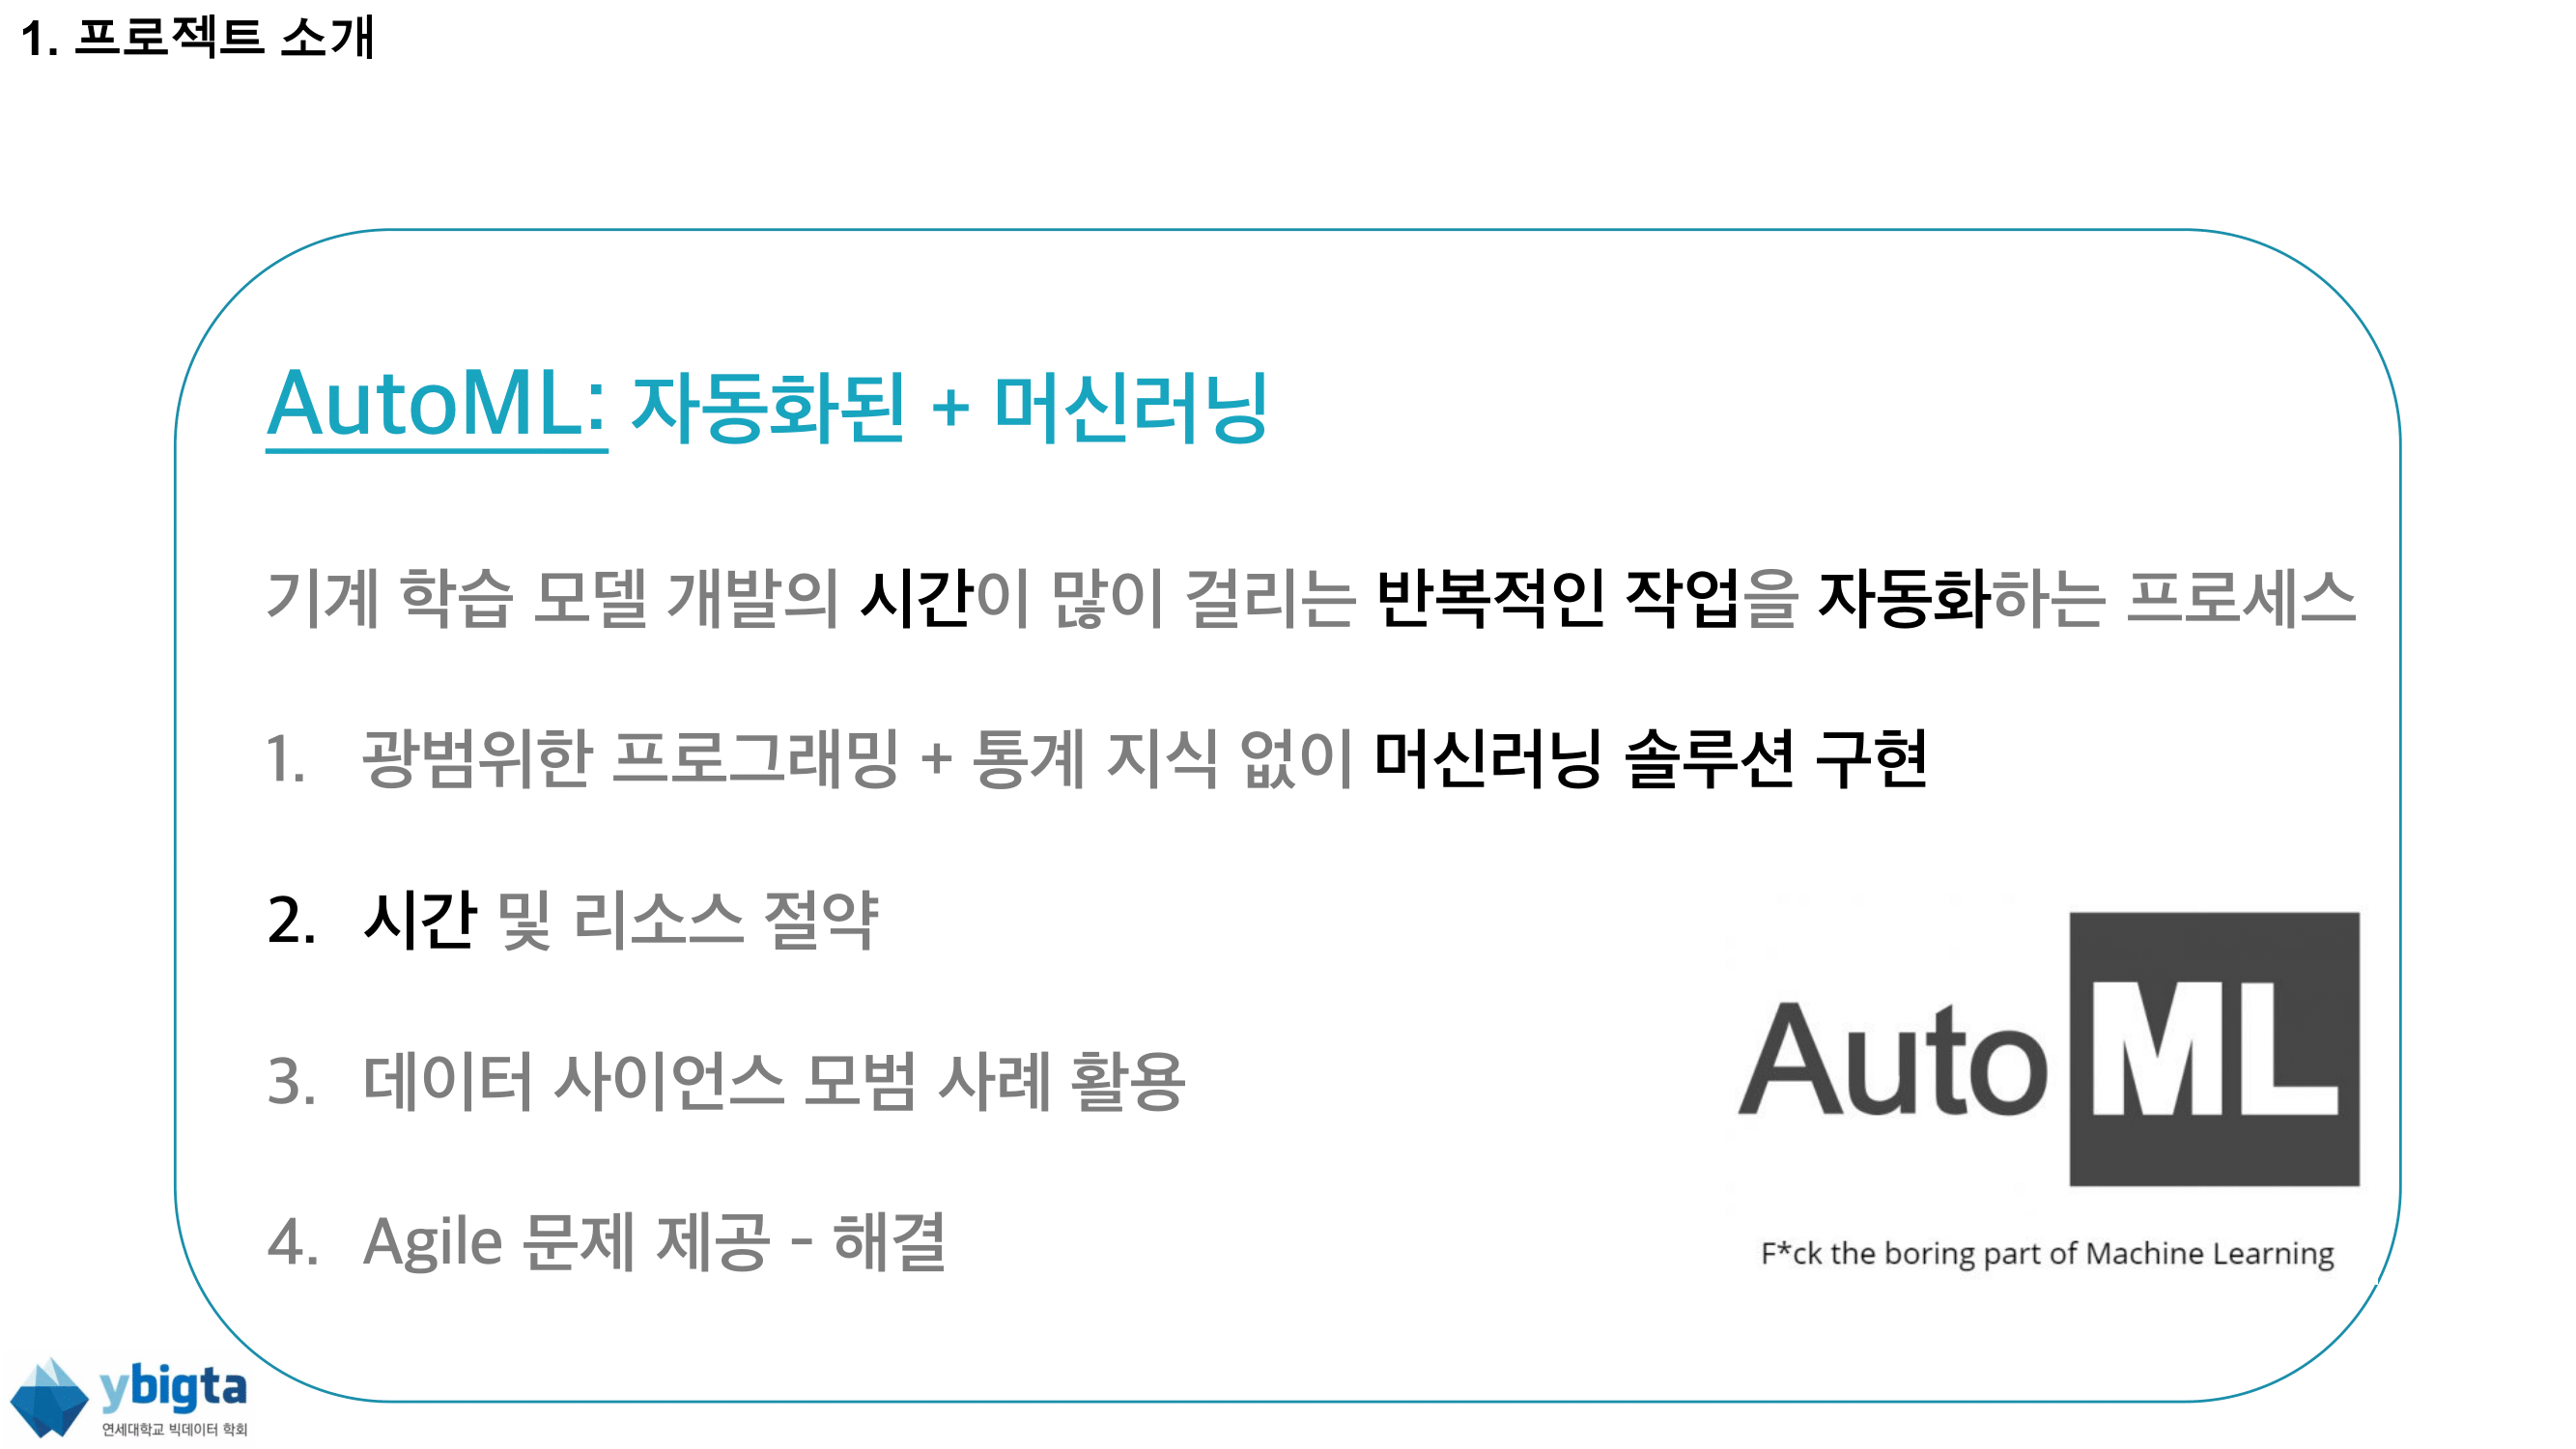 1. 프로젝트 소개
AutoML: 자동화된 + 머신러닝
기계 학습 모델 개발의 시간이 많이 걸리는 반복적인 작업을 자동화하는 프로세스
1. 광범위한 프로그래밍 + 통계 지식 없이 머신러닝 솔루션 구현
2. 시간 및 리소스 절약
3. 데이터 사이언스 모범 사례 활용
4. Agile 문제 제공 - 해결
Auto ML
F*ck the boring part of Machine Learning
ybigta
연세대학교 빅데이터 학회